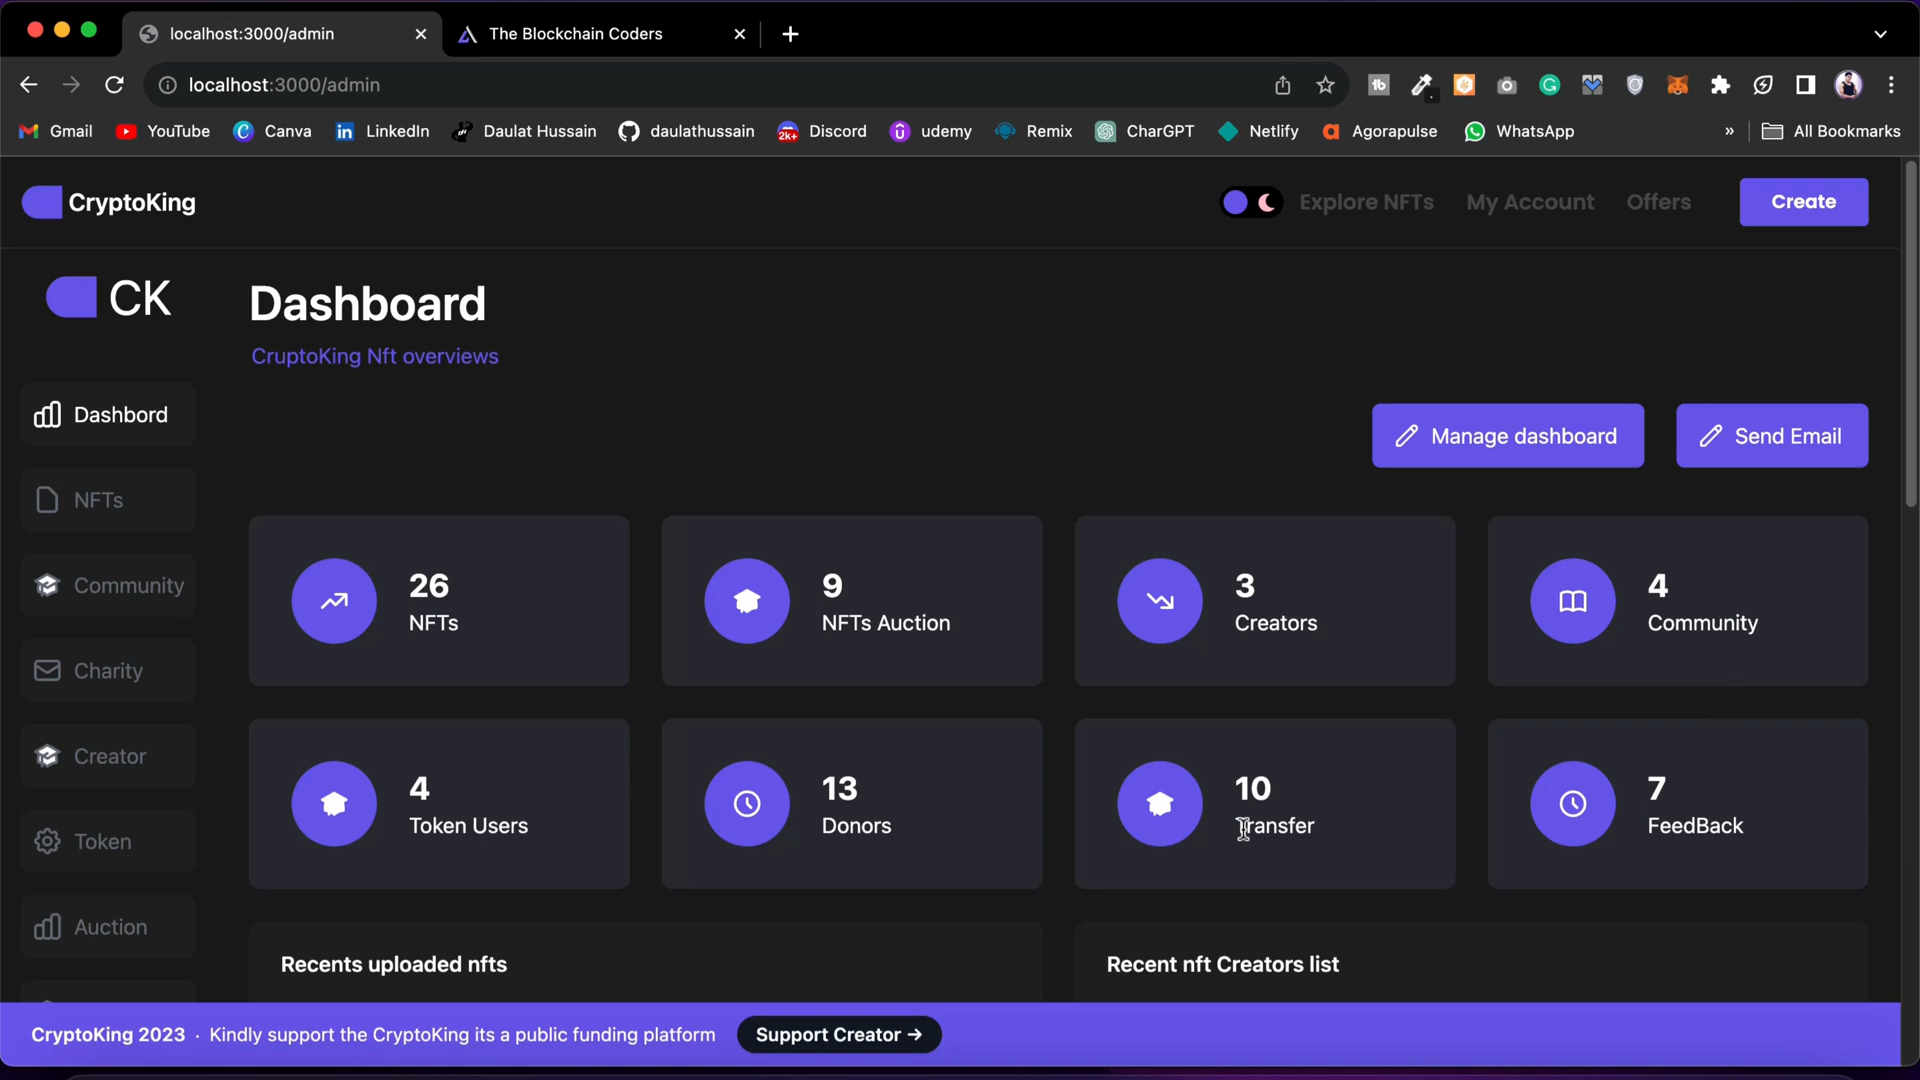 localhost:3000/admin
The Blockchain Coders
localhost:3000/admin
Gmail YouTube Canva LinkedIn Daulat Hussain daulathussain Discord udemy Remix CharGPT Netlify Agorapulse WhatsApp » All Bookmarks
CryptoKing
Explore NFTs My Account Offers Create
CK
Dashboard
CruptoKing Nft overviews
Manage dashboard Send Email
Dashbord
NFTs
Community
Charity
Creator
Token
Auction
26
NFTs
9
NFTs Auction
3
Creators
4
Community
4
Token Users
13
Donors
10
Transfer
7
FeedBack
Recents uploaded nfts
Recent nft Creators list
CryptoKing 2023 · Kindly support the CryptoKing its a public funding platform Support Creator →